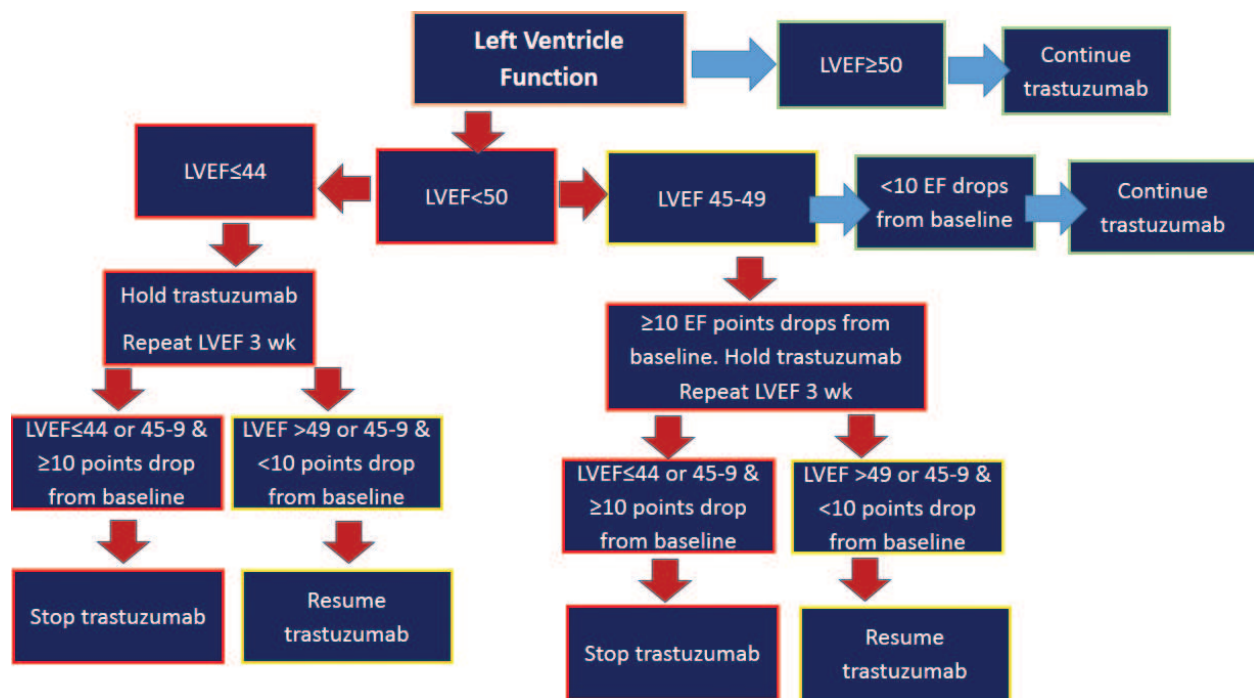 Left Ventricle
Function
LVEF≥50
Continue
trastuzumab
LVEF≤44
LVEF<50
LVEF 45-49
<10 EF drops
from baseline
Continue
trastuzumab
Hold trastuzumab
Repeat LVEF 3 wk
≥10 EF points drops from
baseline. Hold trastuzumab
Repeat LVEF 3 wk
LVEF≤44 or 45-9 &
≥10 points drop
from baseline
LVEF >49 or 45-9 &
<10 points drop
from baseline
LVEF≤44 or 45-9 &
≥10 points drop
from baseline
LVEF >49 or 45-9 &
<10 points drop
from baseline
Stop trastuzumab
Resume
trastuzumab
Stop trastuzumab
Resume
trastuzumab